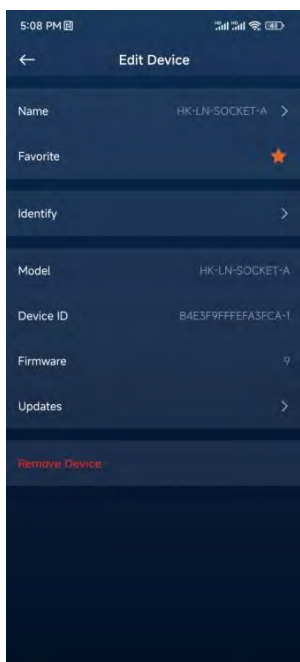 5:08 PM
Edit Device
Name HK-LN-SOCKET-A
Favorite
Identify
Model HK-LN-SOCKET-A
Device ID B4E3F9FFFEFA3FCA-1
Firmware 9
Updates
Remove Device